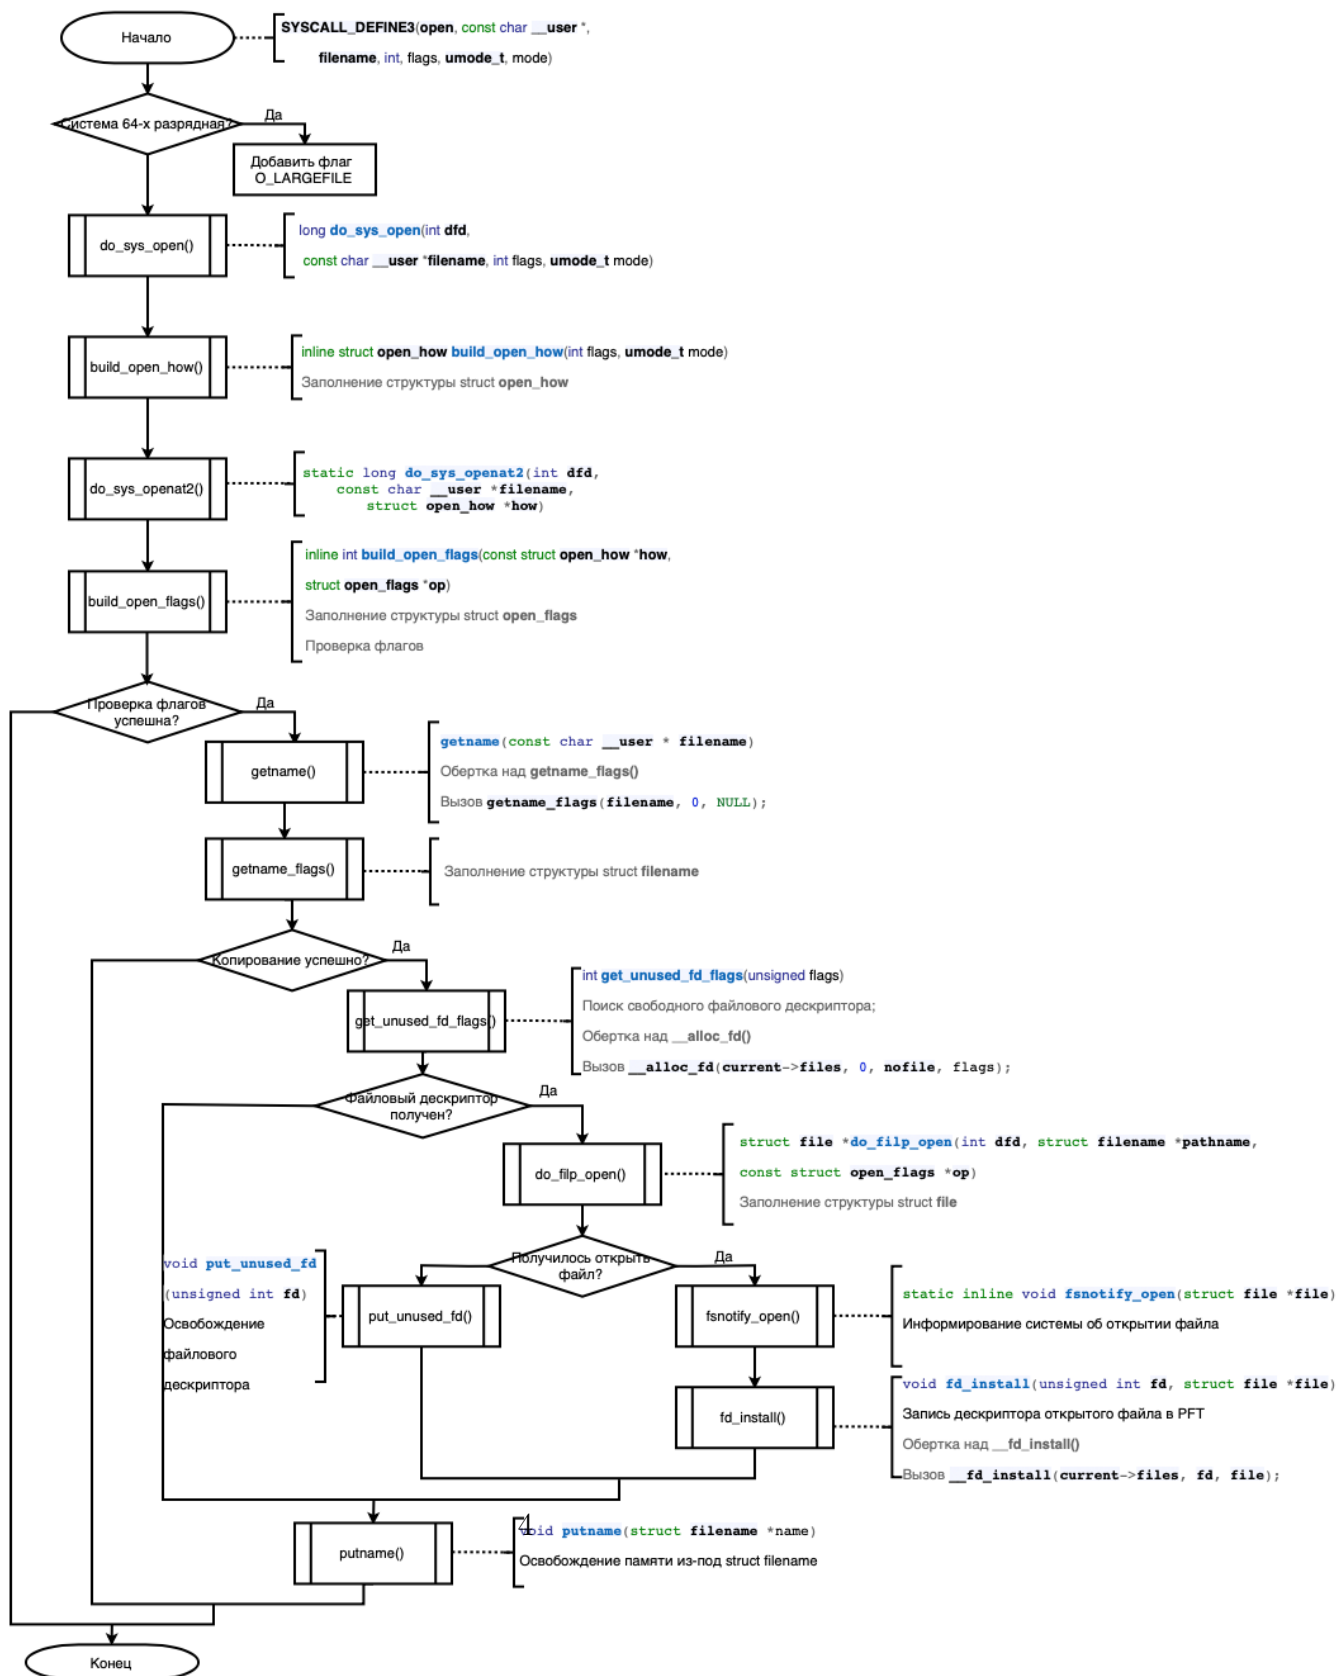 Начало
SYSCALL_DEFINE3(open, const char __user *,
filename, int, flags, umode_t, mode)
Система 64-х разрядная?
Да
Добавить флаг
O_LARGEFILE
do_sys_open()
long do_sys_open(int dfd,
const char __user *filename, int flags, umode_t mode)
build_open_how()
inline struct open_how build_open_how(int flags, umode_t mode)
Заполнение структуры struct open_how
do_sys_openat2()
static long do_sys_openat2(int dfd,
const char __user *filename,
struct open_how *how)
build_open_flags()
inline int build_open_flags(const struct open_how *how,
struct open_flags *op)
Заполнение структуры struct open_flags
Проверка флагов
Проверка флагов
успешна?
Да
getname()
getname(const char __user * filename)
Обертка над getname_flags()
Вызов getname_flags(filename, 0, NULL);
getname_flags()
Заполнение структуры struct filename
Копирование успешно?
Да
get_unused_fd_flags()
int get_unused_fd_flags(unsigned flags)
Поиск свободного файлового дескриптора;
Обертка над __alloc_fd()
Вызов __alloc_fd(current->files, 0, nofile, flags);
Файловый дескриптор
получен?
Да
do_filp_open()
struct file *do_filp_open(int dfd, struct filename *pathname,
const struct open_flags *op)
Заполнение структуры struct file
Получилось открыть
файл?
Да
void put_unused_fd
(unsigned int fd)
Освобождение
файлового
дескриптора
put_unused_fd()
fsnotify_open()
static inline void fsnotify_open(struct file *file)
Информирование системы об открытии файла
fd_install()
void fd_install(unsigned int fd, struct file *file)
Запись дескриптора открытого файла в PFT
Обертка над __fd_install()
Вызов __fd_install(current->files, fd, file);
putname()
4
void putname(struct filename *name)
Освобождение памяти из-под struct filename
Конец